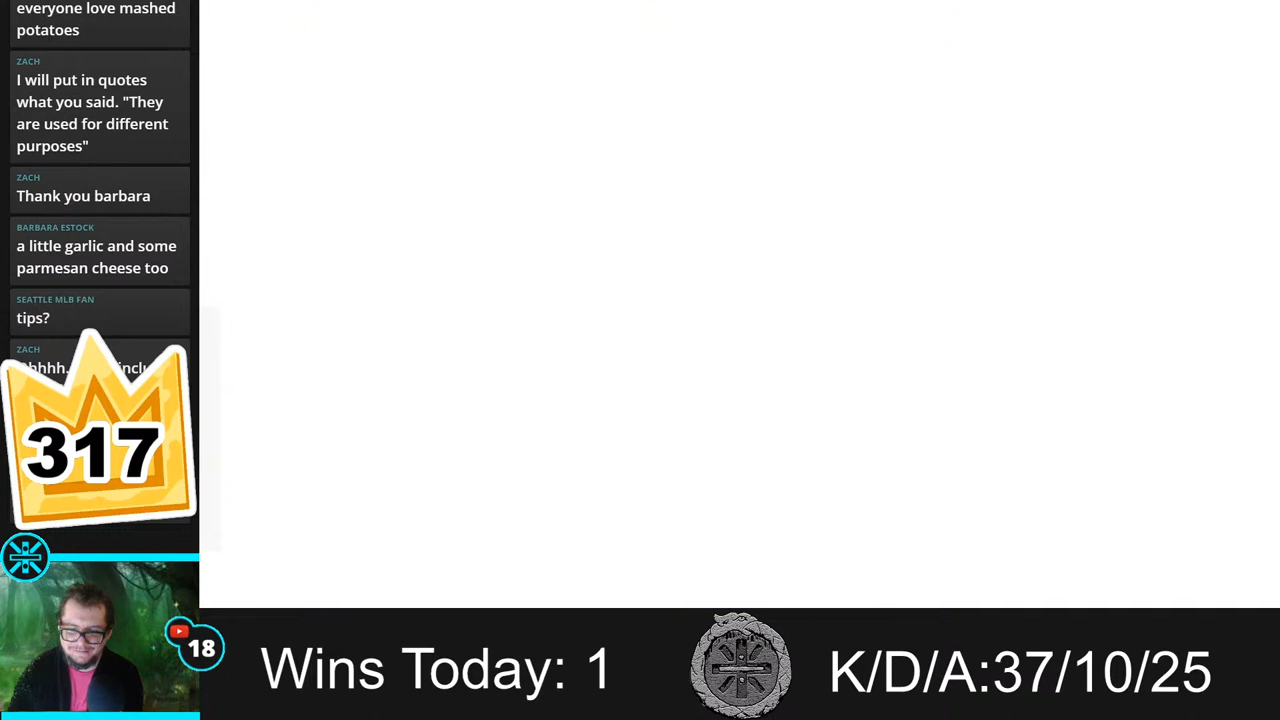 everyone love mashed
potatoes
ZACH
I will put in quotes
what you said. "They
are used for different
purposes"
ZACH
Thank you barbara
BARBARA ESTOCK
a little garlic and some
parmesan cheese too
SEATTLE MLB FAN
tips?
ZACH
317
18
Wins Today: 1
K/D/A:37/10/25